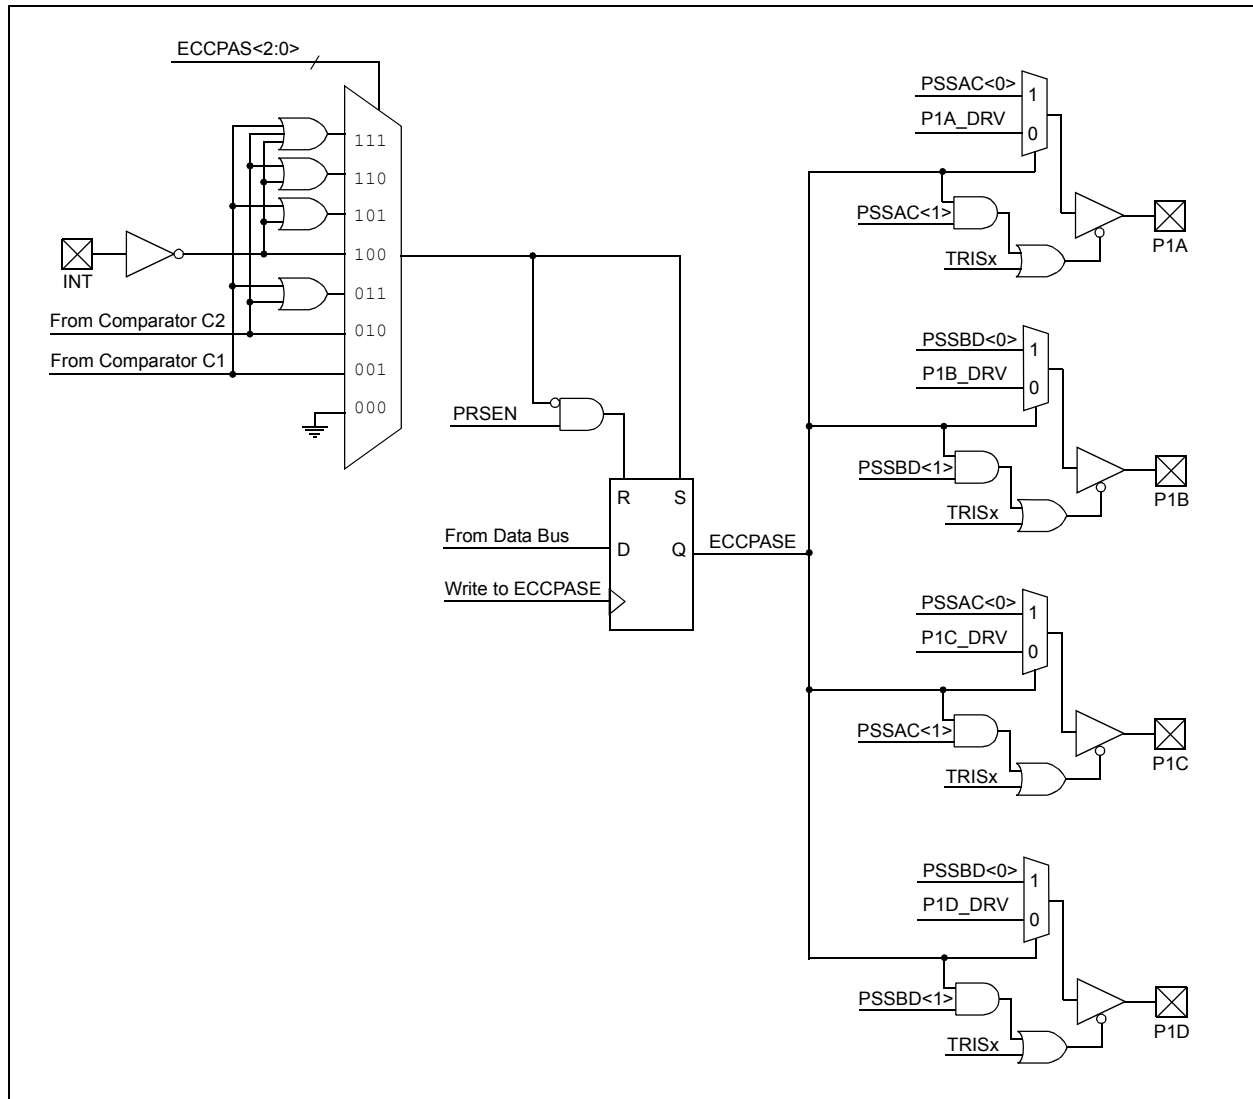 ECCPAS<2:0>
111
110
101
100
011
010
001
000
INT
From Comparator C2
From Comparator C1
PRSEN
R S
From Data Bus
D Q
ECCPASE
Write to ECCPASE
PSSAC<0>
1
P1A_DRV
0
PSSAC<1>
TRISx
P1A
PSSBD<0>
1
P1B_DRV
0
PSSBD<1>
TRISx
P1B
PSSAC<0>
1
P1C_DRV
0
PSSAC<1>
TRISx
P1C
PSSBD<0>
1
P1D_DRV
0
PSSBD<1>
TRISx
P1D